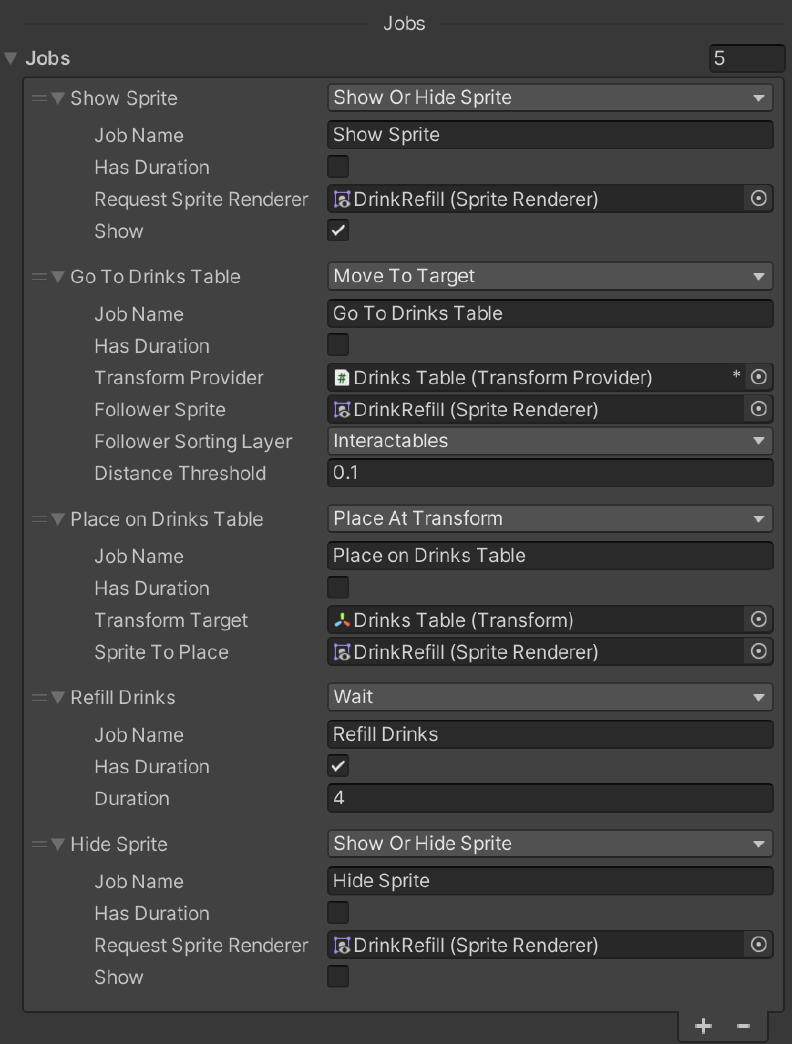 Jobs
Jobs 5
Show Sprite Show Or Hide Sprite
Job Name Show Sprite
Has Duration
Request Sprite Renderer DrinkRefill (Sprite Renderer)
Show
Go To Drinks Table Move To Target
Job Name Go To Drinks Table
Has Duration
Transform Provider # Drinks Table (Transform Provider) *
Follower Sprite DrinkRefill (Sprite Renderer)
Follower Sorting Layer Interactables
Distance Threshold 0.1
Place on Drinks Table Place At Transform
Job Name Place on Drinks Table
Has Duration
Transform Target Drinks Table (Transform)
Sprite To Place DrinkRefill (Sprite Renderer)
Refill Drinks Wait
Job Name Refill Drinks
Has Duration
Duration 4
Hide Sprite Show Or Hide Sprite
Job Name Hide Sprite
Has Duration
Request Sprite Renderer DrinkRefill (Sprite Renderer)
Show